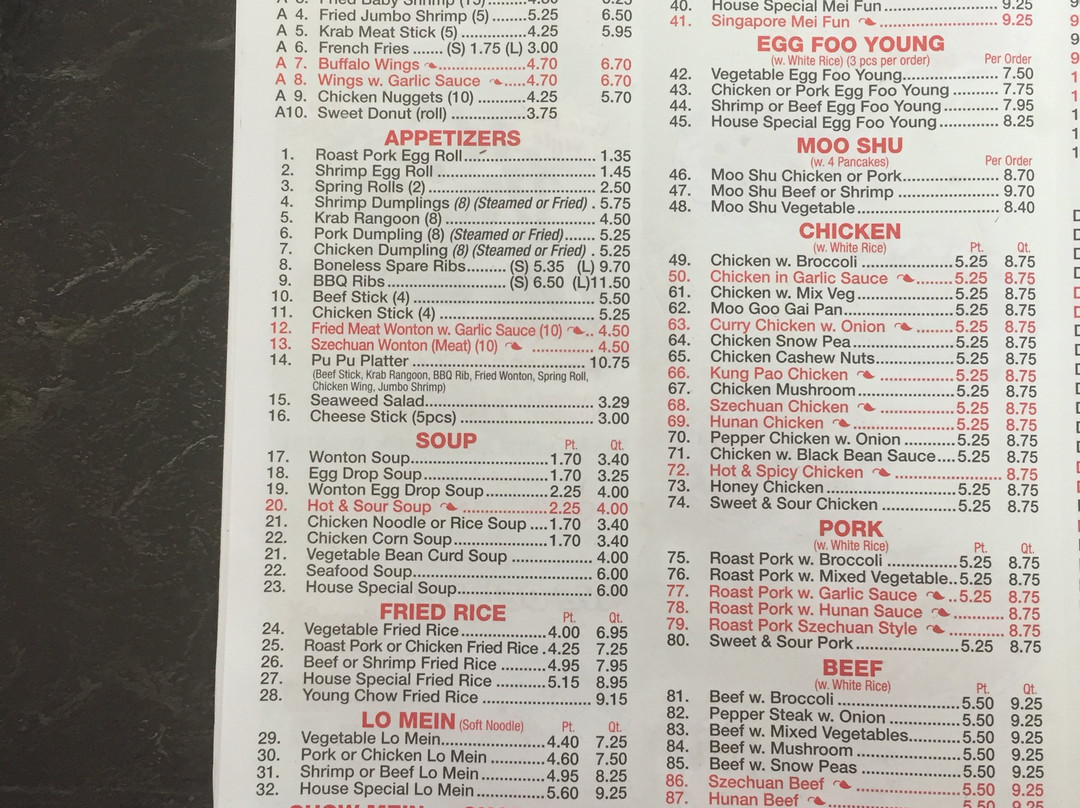 A 3. Fried Baby Shrimp (15) 4.80 6.25
A 4. Fried Jumbo Shrimp (5) 5.25 6.50
A 5. Krab Meat Stick (5) 4.25 5.95
A 6. French Fries ....... (S) 1.75 (L) 3.00
A 7. Buffalo Wings 4.70 6.70
A 8. Wings w. Garlic Sauce 4.70 6.70
A 9. Chicken Nuggets (10) 4.25 5.70
A10. Sweet Donut (roll) 3.75
APPETIZERS
1. Roast Pork Egg Roll 1.35
2. Shrimp Egg Roll 1.45
3. Spring Rolls (2) 2.50
4. Shrimp Dumplings (8) (Steamed or Fried) . 5.75
5. Krab Rangoon (8) 4.50
6. Pork Dumpling (8) (Steamed or Fried) 5.25
7. Chicken Dumpling (8) (Steamed or Fried) . 5.25
8. Boneless Spare Ribs......... (S) 5.35 (L) 9.70
9. BBQ Ribs (S) 6.50 (L)11.50
10. Beef Stick (4) 5.50
11. Chicken Stick (4) 5.25
12. Fried Meat Wonton w. Garlic Sauce (10) .. 4.50
13. Szechuan Wonton (Meat) (10) 4.50
14. Pu Pu Platter 10.75
(Beef Stick, Krab Rangoon, BBQ Rib, Fried Wonton, Spring Roll,
Chicken Wing, Jumbo Shrimp)
15. Seaweed Salad 3.29
16. Cheese Stick (5pcs) 3.00
SOUP Pt. Qt.
17. Wonton Soup 1.70 3.40
18. Egg Drop Soup 1.70 3.25
19. Wonton Egg Drop Soup 2.25 4.00
20. Hot & Sour Soup 2.25 4.00
21. Chicken Noodle or Rice Soup ....1.70 3.40
22. Chicken Corn Soup 1.70 3.40
21. Vegetable Bean Curd Soup 4.00
22. Seafood Soup 6.00
23. House Special Soup 6.00
FRIED RICE Pt. Qt.
24. Vegetable Fried Rice 4.00 6.95
25. Roast Pork or Chicken Fried Rice .4.25 7.25
26. Beef or Shrimp Fried Rice 4.95 7.95
27. House Special Fried Rice 5.15 8.95
28. Young Chow Fried Rice 9.15
LO MEIN (Soft Noodle) Pt. Qt.
29. Vegetable Lo Mein 4.40 7.25
30. Pork or Chicken Lo Mein 4.60 7.50
31. Shrimp or Beef Lo Mein 4.95 8.25
32. House Special Lo Mein 5.60 9.25
40. House Special Mei Fun 9.25
41. Singapore Mei Fun 9.25
EGG FOO YOUNG
(w. White Rice) (3 pcs per order) Per Order
42. Vegetable Egg Foo Young 7.50
43. Chicken or Pork Egg Foo Young 7.75
44. Shrimp or Beef Egg Foo Young 7.95
45. House Special Egg Foo Young 8.25
MOO SHU
(w. 4 Pancakes) Per Order
46. Moo Shu Chicken or Pork 8.70
47. Moo Shu Beef or Shrimp 9.70
48. Moo Shu Vegetable 8.40
CHICKEN
(w. White Rice) Pt. Qt.
49. Chicken w. Broccoli 5.25 8.75
50. Chicken in Garlic Sauce 5.25 8.75
61. Chicken w. Mix Veg 5.25 8.75
62. Moo Goo Gai Pan 5.25 8.75
63. Curry Chicken w. Onion 5.25 8.75
64. Chicken Snow Pea 5.25 8.75
65. Chicken Cashew Nuts 5.25 8.75
66. Kung Pao Chicken 5.25 8.75
67. Chicken Mushroom 5.25 8.75
68. Szechuan Chicken 5.25 8.75
69. Hunan Chicken 5.25 8.75
70. Pepper Chicken w. Onion 5.25 8.75
71. Chicken w. Black Bean Sauce....5.25 8.75
72. Hot & Spicy Chicken 8.75
73. Honey Chicken 5.25 8.75
74. Sweet & Sour Chicken 5.25 8.75
PORK
(w. White Rice) Pt. Qt.
75. Roast Pork w. Broccoli 5.25 8.75
76. Roast Pork w. Mixed Vegetable..5.25 8.75
77. Roast Pork w. Garlic Sauce ..5.25 8.75
78. Roast Pork w. Hunan Sauce 8.75
79. Roast Pork Szechuan Style 8.75
80. Sweet & Sour Pork 5.25 8.75
BEEF
(w. White Rice) Pt. Qt.
81. Beef w. Broccoli 5.50 9.25
82. Pepper Steak w. Onion 5.50 9.25
83. Beef w. Mixed Vegetables 5.50 9.25
84. Beef w. Mushroom 5.50 9.25
85. Beef w. Snow Peas 5.50 9.25
86. Szechuan Beef 5.50 9.25
87. Hunan Beef 5.50 9.25